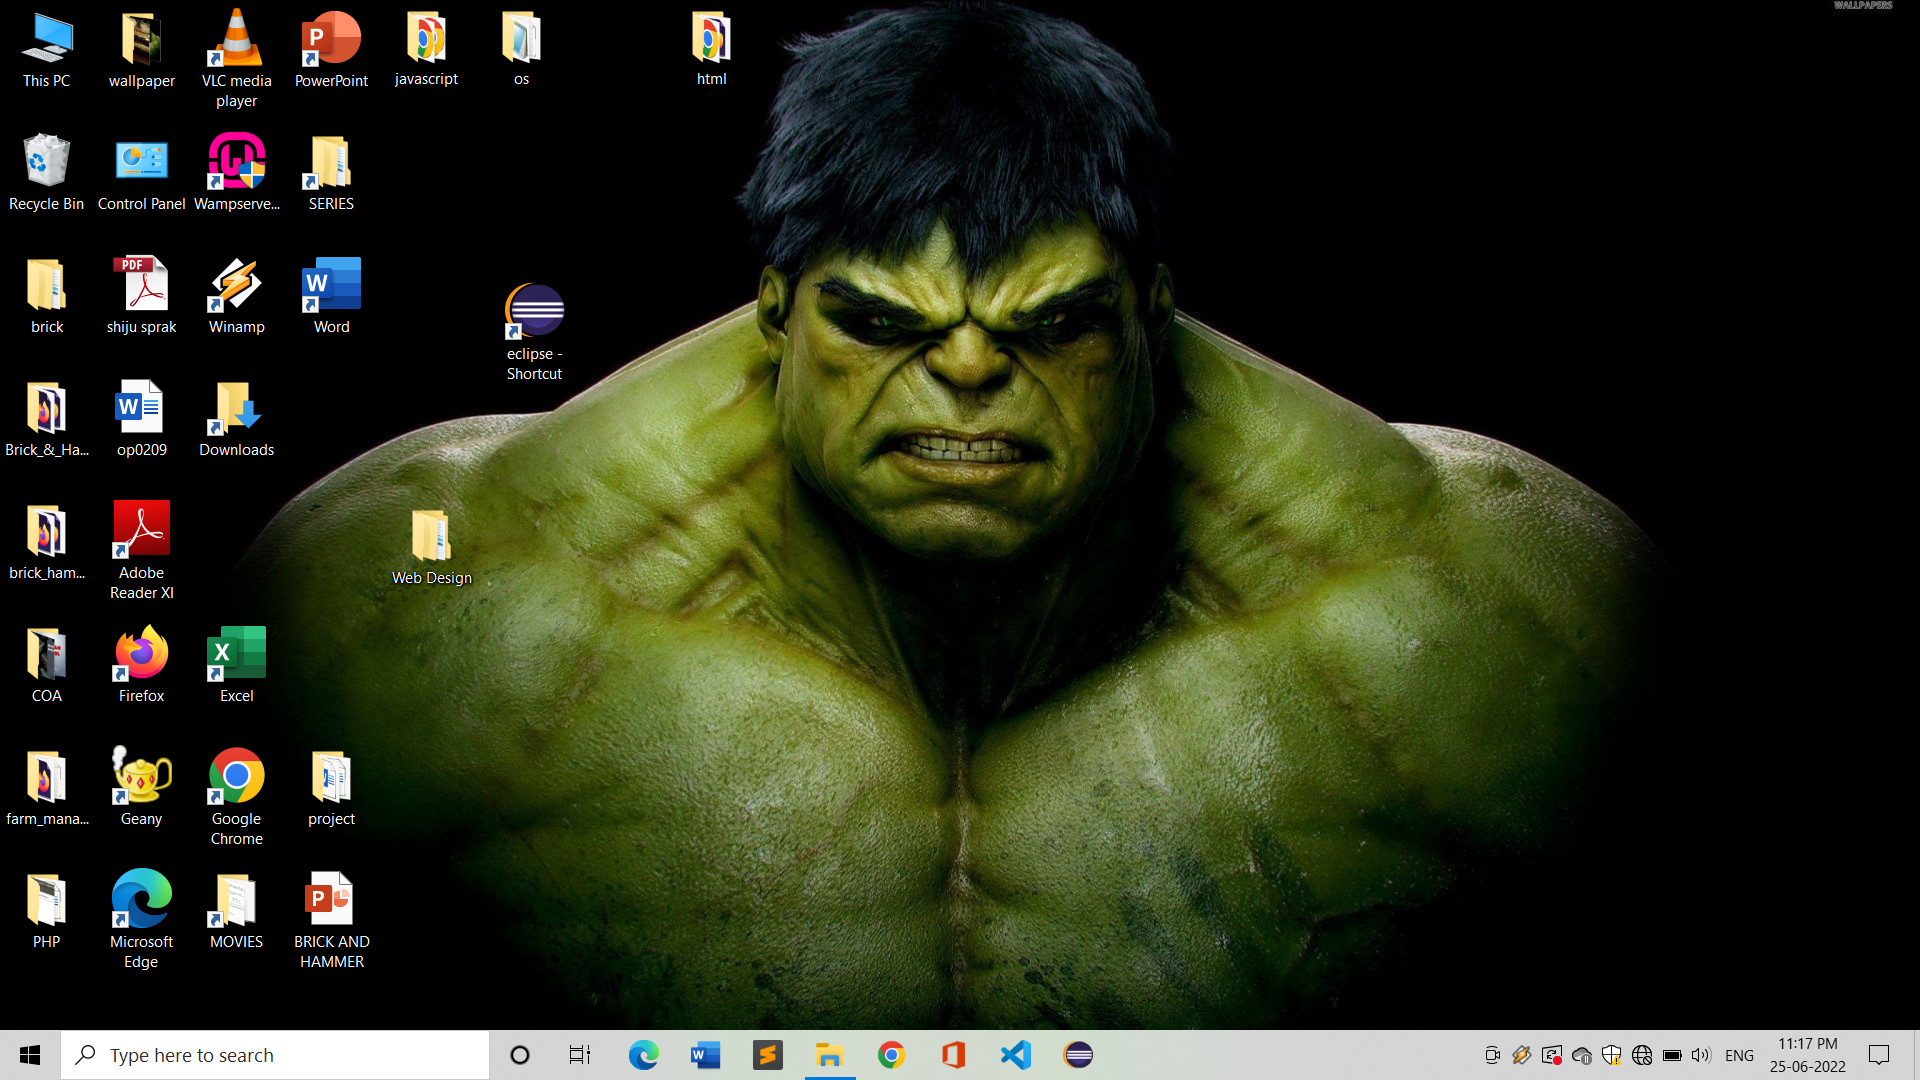 WALLPAPERS
This PC
wallpaper
VLC media
player
PowerPoint
javascript
os
html
Recycle Bin
Control Panel
Wampserve...
SERIES
brick
PDF
shiju sprak
Winamp
Word
eclipse -
Shortcut
Brick_&_Ha...
op0209
Downloads
brick_ham...
Adobe
Reader XI
Web Design
COA
Firefox
Excel
farm_mana...
Geany
Google
Chrome
project
PHP
Microsoft
Edge
MOVIES
BRICK AND
HAMMER
Type here to search
ENG
11:17 PM
25-06-2022